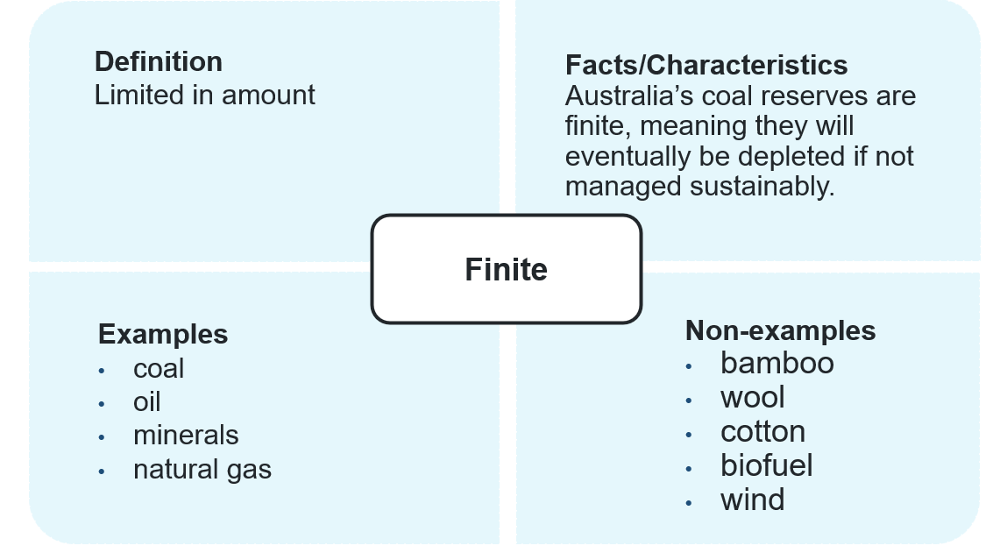 Definition
Limited in amount
Facts/Characteristics
Australia’s coal reserves are
finite, meaning they will
eventually be depleted if not
managed sustainably.
Finite
Examples
• coal
• oil
• minerals
• natural gas
Non-examples
• bamboo
• wool
• cotton
• biofuel
• wind